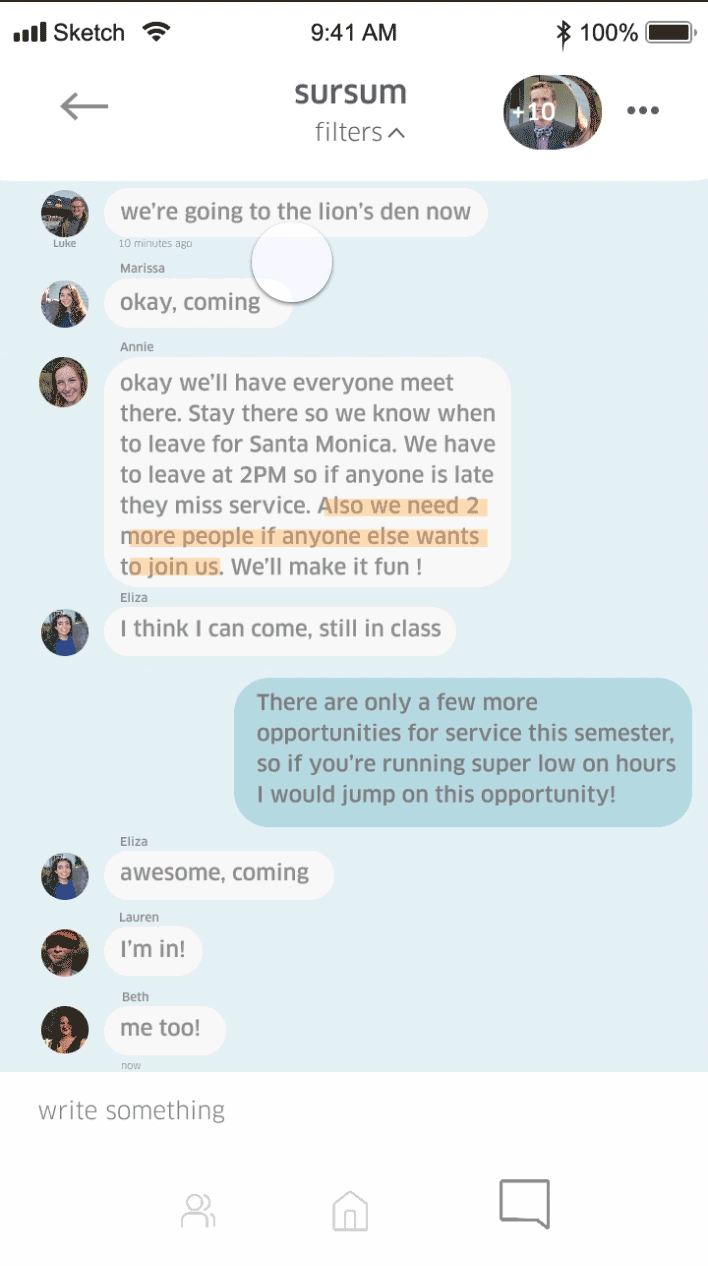 Sketch 9:41 AM 100%
sursum
+10
filters
we're going to the lion's den now
Luke 10 minutes ago
Marissa
okay, coming
Annie
okay we'll have everyone meet
there. Stay there so we know when
to leave for Santa Monica. We have
to leave at 2PM so if anyone is late
they miss service. Also we need 2
more people if anyone else wants
to join us. We'll make it fun !
Eliza
I think I can come, still in class
There are only a few more
opportunities for service this semester,
so if you're running super low on hours
I would jump on this opportunity!
Eliza
awesome, coming
Lauren
I'm in!
Beth
me too!
now
write something